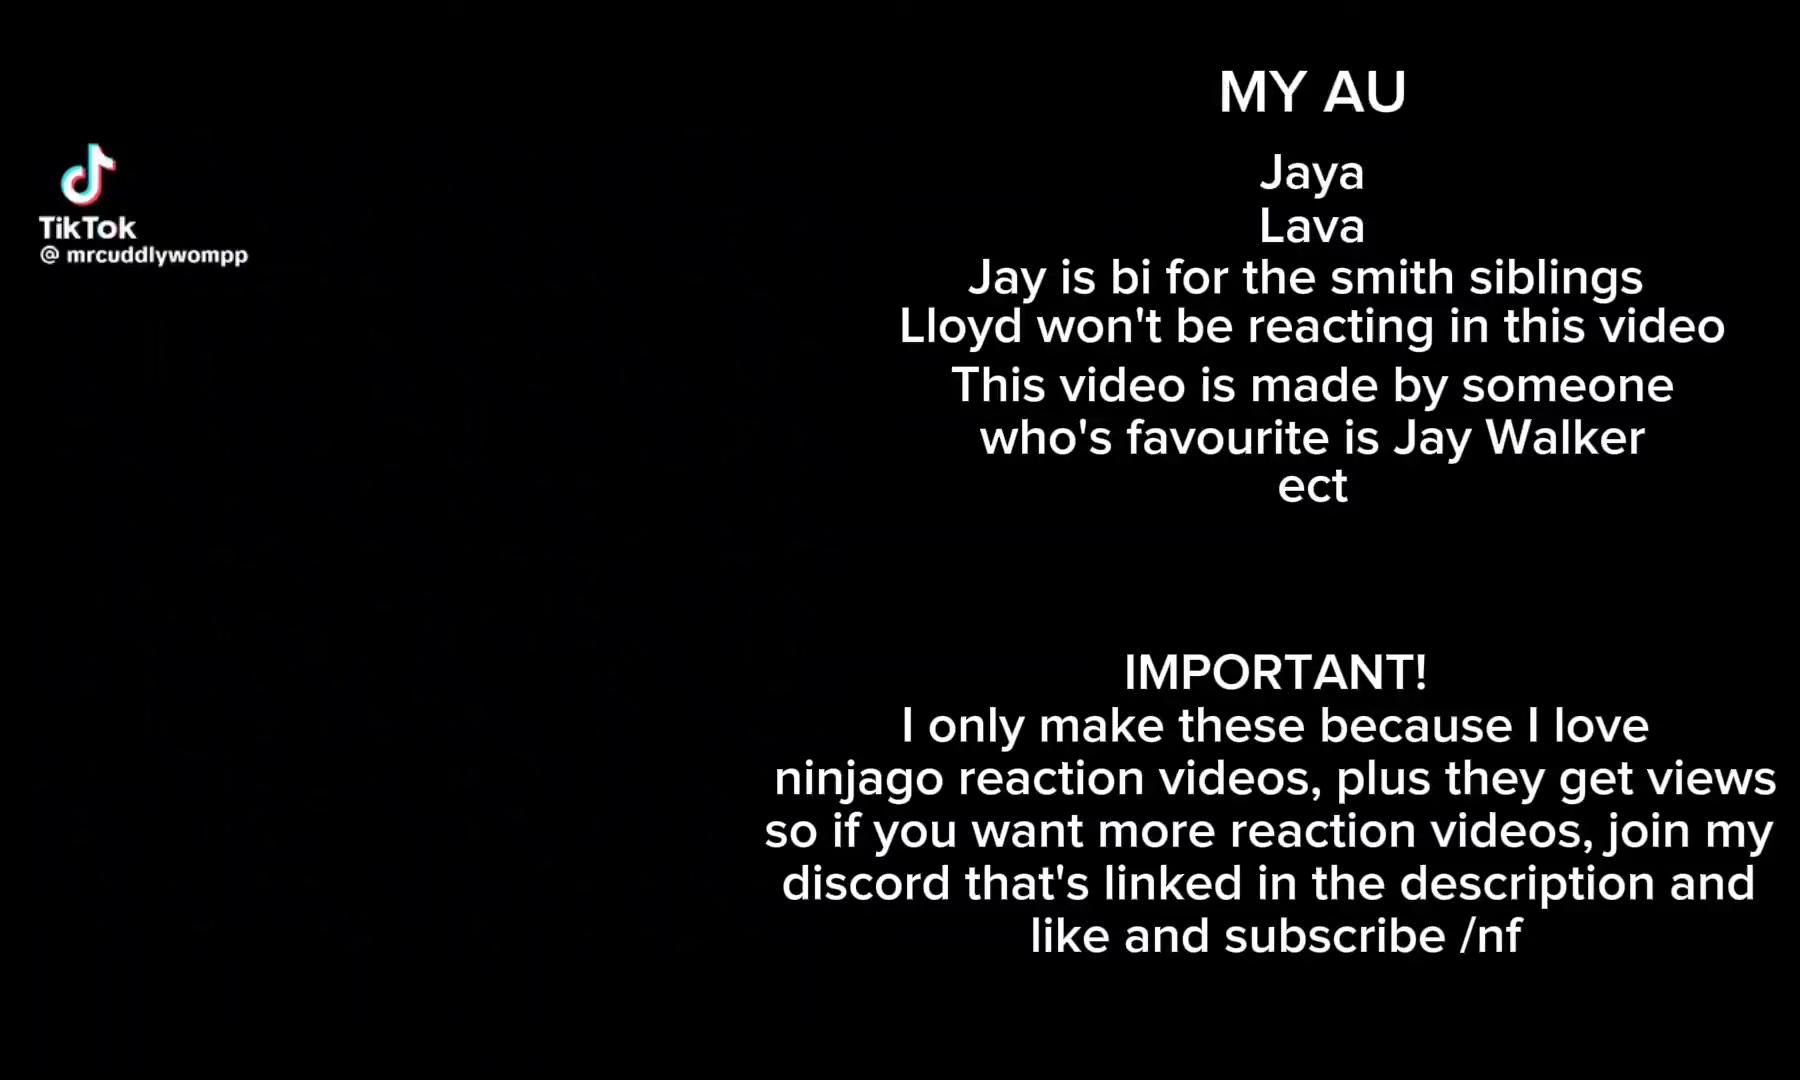 TikTok
@ mrcuddlywompp
MY AU
Jaya
Lava
Jay is bi for the smith siblings
Lloyd won't be reacting in this video
This video is made by someone
who's favourite is Jay Walker
ect
IMPORTANT!
I only make these because I love
ninjago reaction videos, plus they get views
so if you want more reaction videos, join my
discord that's linked in the description and
like and subscribe /nf